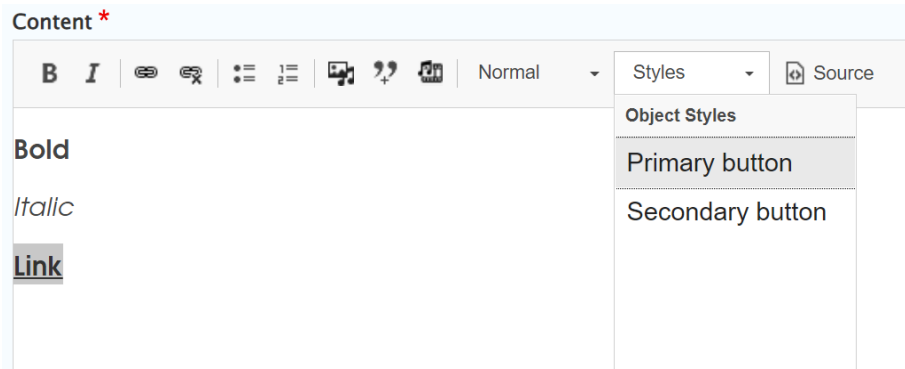 Content *
B I Normal Styles Source
Object Styles
Bold
Primary button
Italic
Secondary button
Link